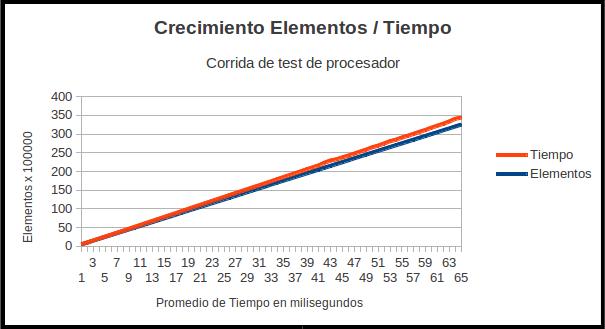 Crecimiento Elementos / Tiempo
Corrida de test de procesador
Elementos x 100000
400
350
300
250
200
150
100
50
0
3 7 11 15 19 23 27 31 35 39 43 47 51 55 59 63
1 5 9 13 17 21 25 29 33 37 41 45 49 53 57 61 65
Promedio de Tiempo en milisegundos
Tiempo
Elementos